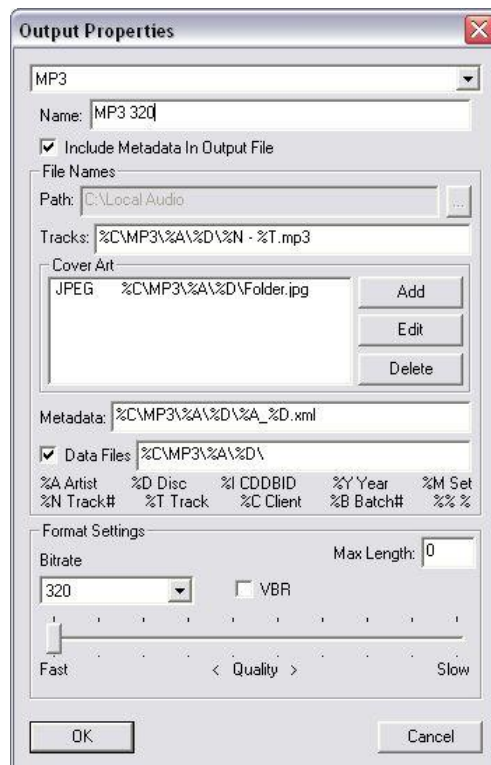 Output Properties
MP3
Name: MP3 320
Include Metadata In Output File
File Names
Path: C:\Local Audio ...
Tracks: %C\MP3\%A\%D\%N - %T.mp3
Cover Art
JPEG %C\MP3\%A\%D\Folder.jpg
Add
Edit
Delete
Metadata: %C\MP3\%A\%D\%A_%D.xml
Data Files %C\MP3\%A\%D\
%A Artist %D Disc %I CDDBID %Y Year %M Set
%N Track# %T Track %C Client %B Batch# %% %
Format Settings
Bitrate Max Length: 0
320 VBR
Fast < Quality > Slow
OK Cancel